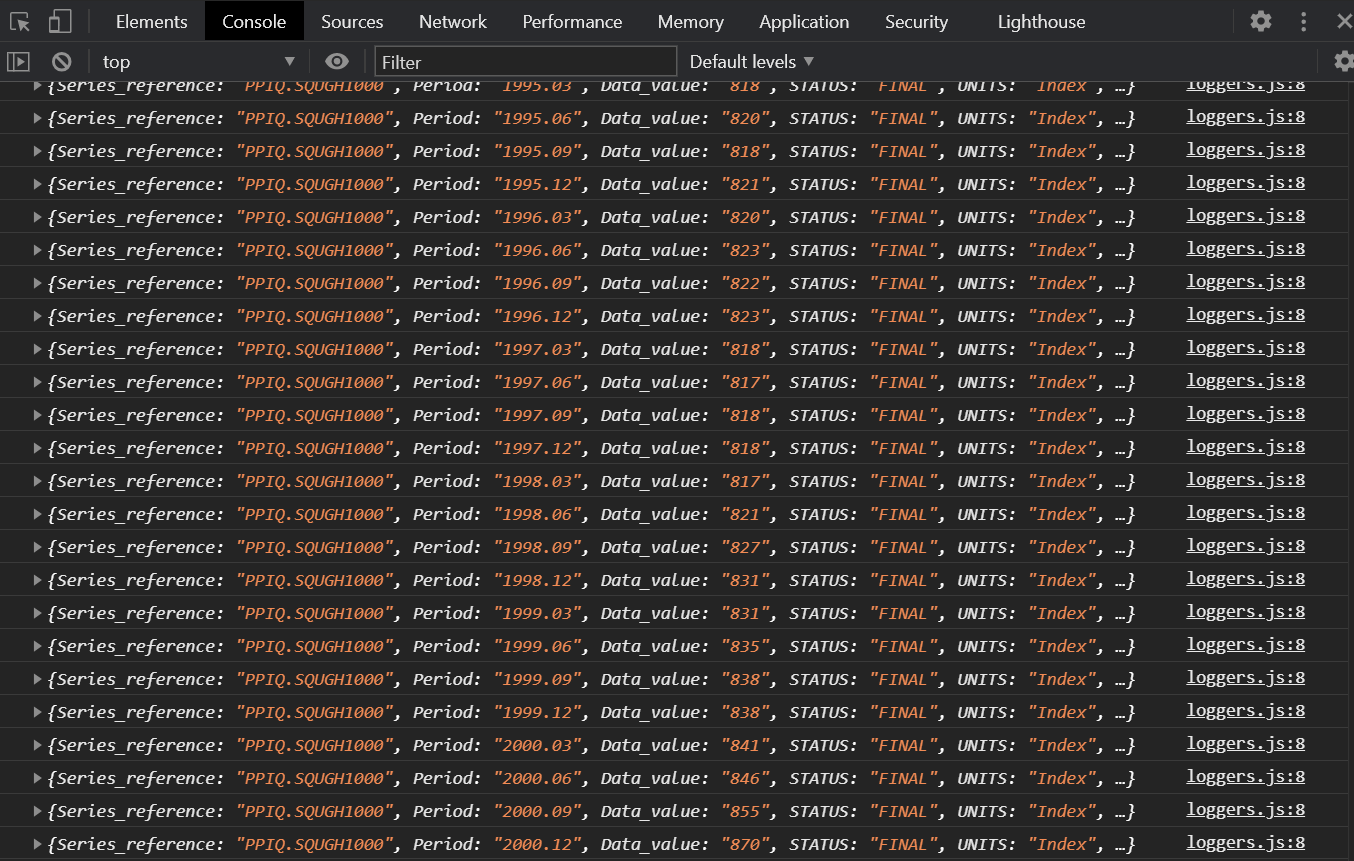 Elements Console Sources Network Performance Memory Application Security Lighthouse
top Filter Default levels
{Series_reference: "PPIQ.SQUGH1000", Period: "1995.03", Data_value: "818", STATUS: "FINAL", UNITS: "Index", …} loggers.js:8
{Series_reference: "PPIQ.SQUGH1000", Period: "1995.06", Data_value: "820", STATUS: "FINAL", UNITS: "Index", …} loggers.js:8
{Series_reference: "PPIQ.SQUGH1000", Period: "1995.09", Data_value: "818", STATUS: "FINAL", UNITS: "Index", …} loggers.js:8
{Series_reference: "PPIQ.SQUGH1000", Period: "1995.12", Data_value: "821", STATUS: "FINAL", UNITS: "Index", …} loggers.js:8
{Series_reference: "PPIQ.SQUGH1000", Period: "1996.03", Data_value: "820", STATUS: "FINAL", UNITS: "Index", …} loggers.js:8
{Series_reference: "PPIQ.SQUGH1000", Period: "1996.06", Data_value: "823", STATUS: "FINAL", UNITS: "Index", …} loggers.js:8
{Series_reference: "PPIQ.SQUGH1000", Period: "1996.09", Data_value: "822", STATUS: "FINAL", UNITS: "Index", …} loggers.js:8
{Series_reference: "PPIQ.SQUGH1000", Period: "1996.12", Data_value: "823", STATUS: "FINAL", UNITS: "Index", …} loggers.js:8
{Series_reference: "PPIQ.SQUGH1000", Period: "1997.03", Data_value: "818", STATUS: "FINAL", UNITS: "Index", …} loggers.js:8
{Series_reference: "PPIQ.SQUGH1000", Period: "1997.06", Data_value: "817", STATUS: "FINAL", UNITS: "Index", …} loggers.js:8
{Series_reference: "PPIQ.SQUGH1000", Period: "1997.09", Data_value: "818", STATUS: "FINAL", UNITS: "Index", …} loggers.js:8
{Series_reference: "PPIQ.SQUGH1000", Period: "1997.12", Data_value: "818", STATUS: "FINAL", UNITS: "Index", …} loggers.js:8
{Series_reference: "PPIQ.SQUGH1000", Period: "1998.03", Data_value: "817", STATUS: "FINAL", UNITS: "Index", …} loggers.js:8
{Series_reference: "PPIQ.SQUGH1000", Period: "1998.06", Data_value: "821", STATUS: "FINAL", UNITS: "Index", …} loggers.js:8
{Series_reference: "PPIQ.SQUGH1000", Period: "1998.09", Data_value: "827", STATUS: "FINAL", UNITS: "Index", …} loggers.js:8
{Series_reference: "PPIQ.SQUGH1000", Period: "1998.12", Data_value: "831", STATUS: "FINAL", UNITS: "Index", …} loggers.js:8
{Series_reference: "PPIQ.SQUGH1000", Period: "1999.03", Data_value: "831", STATUS: "FINAL", UNITS: "Index", …} loggers.js:8
{Series_reference: "PPIQ.SQUGH1000", Period: "1999.06", Data_value: "835", STATUS: "FINAL", UNITS: "Index", …} loggers.js:8
{Series_reference: "PPIQ.SQUGH1000", Period: "1999.09", Data_value: "838", STATUS: "FINAL", UNITS: "Index", …} loggers.js:8
{Series_reference: "PPIQ.SQUGH1000", Period: "1999.12", Data_value: "838", STATUS: "FINAL", UNITS: "Index", …} loggers.js:8
{Series_reference: "PPIQ.SQUGH1000", Period: "2000.03", Data_value: "841", STATUS: "FINAL", UNITS: "Index", …} loggers.js:8
{Series_reference: "PPIQ.SQUGH1000", Period: "2000.06", Data_value: "846", STATUS: "FINAL", UNITS: "Index", …} loggers.js:8
{Series_reference: "PPIQ.SQUGH1000", Period: "2000.09", Data_value: "855", STATUS: "FINAL", UNITS: "Index", …} loggers.js:8
{Series_reference: "PPIQ.SQUGH1000", Period: "2000.12", Data_value: "870", STATUS: "FINAL", UNITS: "Index", …} loggers.js:8